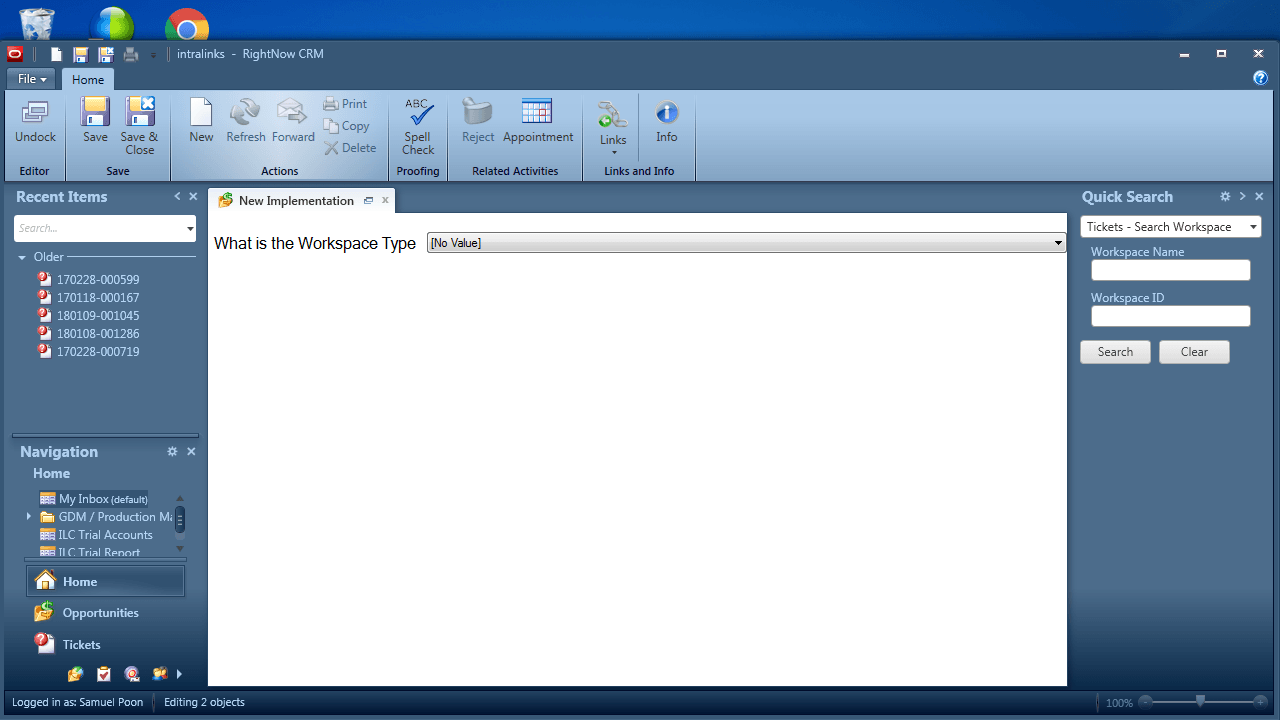 intralinks - RightNow CRM
File Home
Undock Save Save & Close New Refresh Forward Print Copy Delete ABC Spell Check Reject Appointment Links Info
Editor Save Actions Proofing Related Activities Links and Info
Recent Items
Search...
Older
170228-000599
170118-000167
180109-001045
180108-001286
170228-000719
Navigation
Home
My Inbox (default)
GDM / Production Ma
ILC Trial Accounts
ILC Trial Report
Home
Opportunities
Tickets
New Implementation
What is the Workspace Type [No Value]
Quick Search
Tickets - Search Workspace
Workspace Name
Workspace ID
Search Clear
Logged in as: Samuel Poon Editing 2 objects 100%